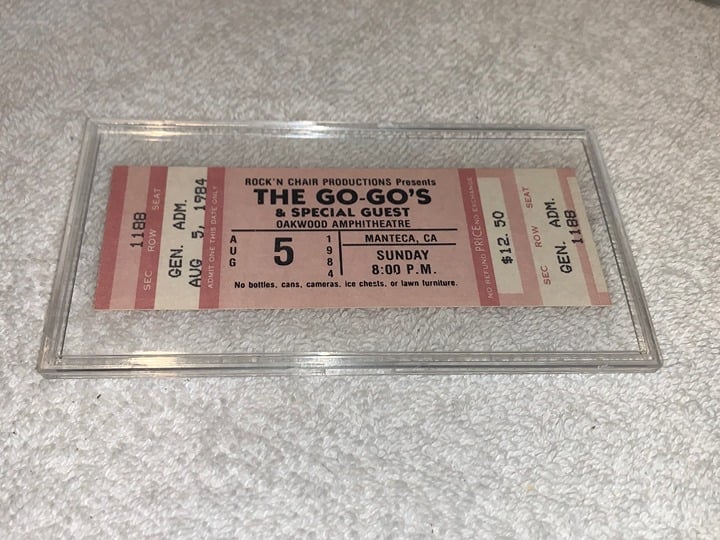 1188
SEC ROW SEAT
GEN. ADM.
AUG 5, 1984
ADMIT ONE THIS DATE ONLY
ROCK'N CHAIR PRODUCTIONS Presents
THE GO-GO'S
& SPECIAL GUEST
OAKWOOD AMPHITHEATRE
AUG
5
1984
MANTECA, CA
SUNDAY
8:00 P.M.
No bottles, cans, cameras, ice chests, or lawn furniture.
NO REFUND PRICE NO EXCHANGE
$12.50
SEC ROW SEAT
GEN. ADM.
1188